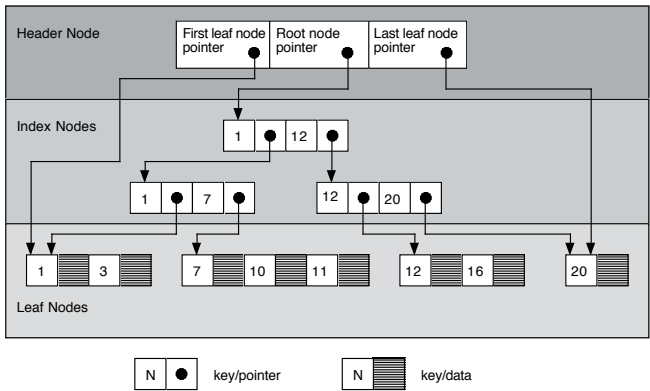 Header Node
First leaf node pointer
Root node pointer
Last leaf node pointer
Index Nodes
1 12
1 7
12 20
1 3
7 10 11
12 16
20
Leaf Nodes
N key/pointer
N key/data